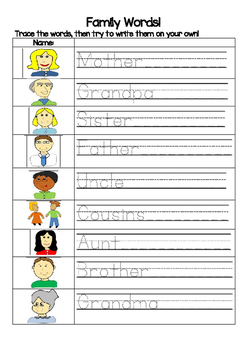 Family Words!
Trace the words, then try to write them on your own!
Name:
Mother
Grandpa
Sister
Father
Uncle
Cousins
Aunt
Brother
Grandma